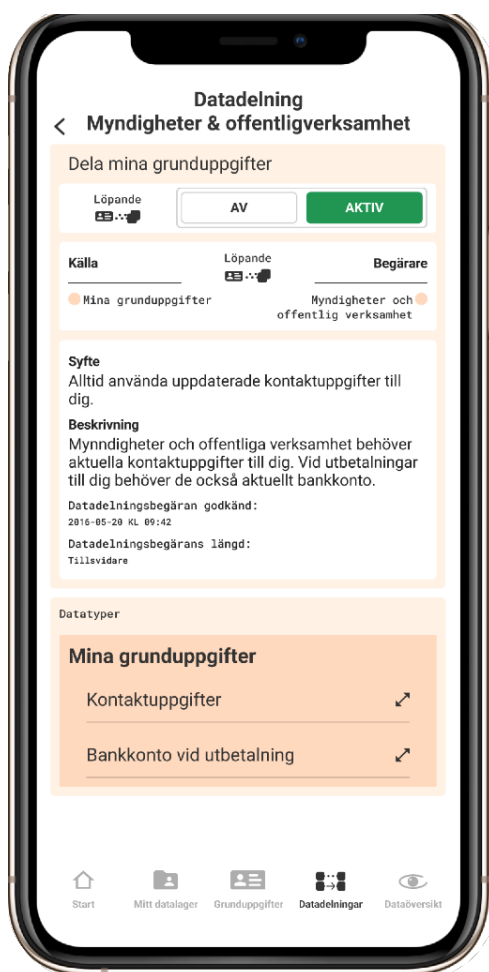 Datadelning
Myndigheter & offentligverksamhet
Dela mina grunduppgifter
Löpande
AV
AKTIV
Källa
Löpande
Begärare
Mina grunduppgifter
Myndigheter och
offentlig verksamhet
Syfte
Alltid använda uppdaterade kontaktuppgifter till
dig.
Beskrivning
Mynndigheter och offentliga verksamhet behöver
aktuella kontaktuppgifter till dig. Vid utbetalningar
till dig behöver de också aktuellt bankkonto.
Datadelningsbegäran godkänd:
2016-05-20 KL 09:42
Datadelningsbegärans längd:
Tillsvidare
Datatyper
Mina grunduppgifter
Kontaktuppgifter
Bankkonto vid utbetalning
Start
Mitt datalager
Grunduppgifter
Datadelningar
Dataöversikt